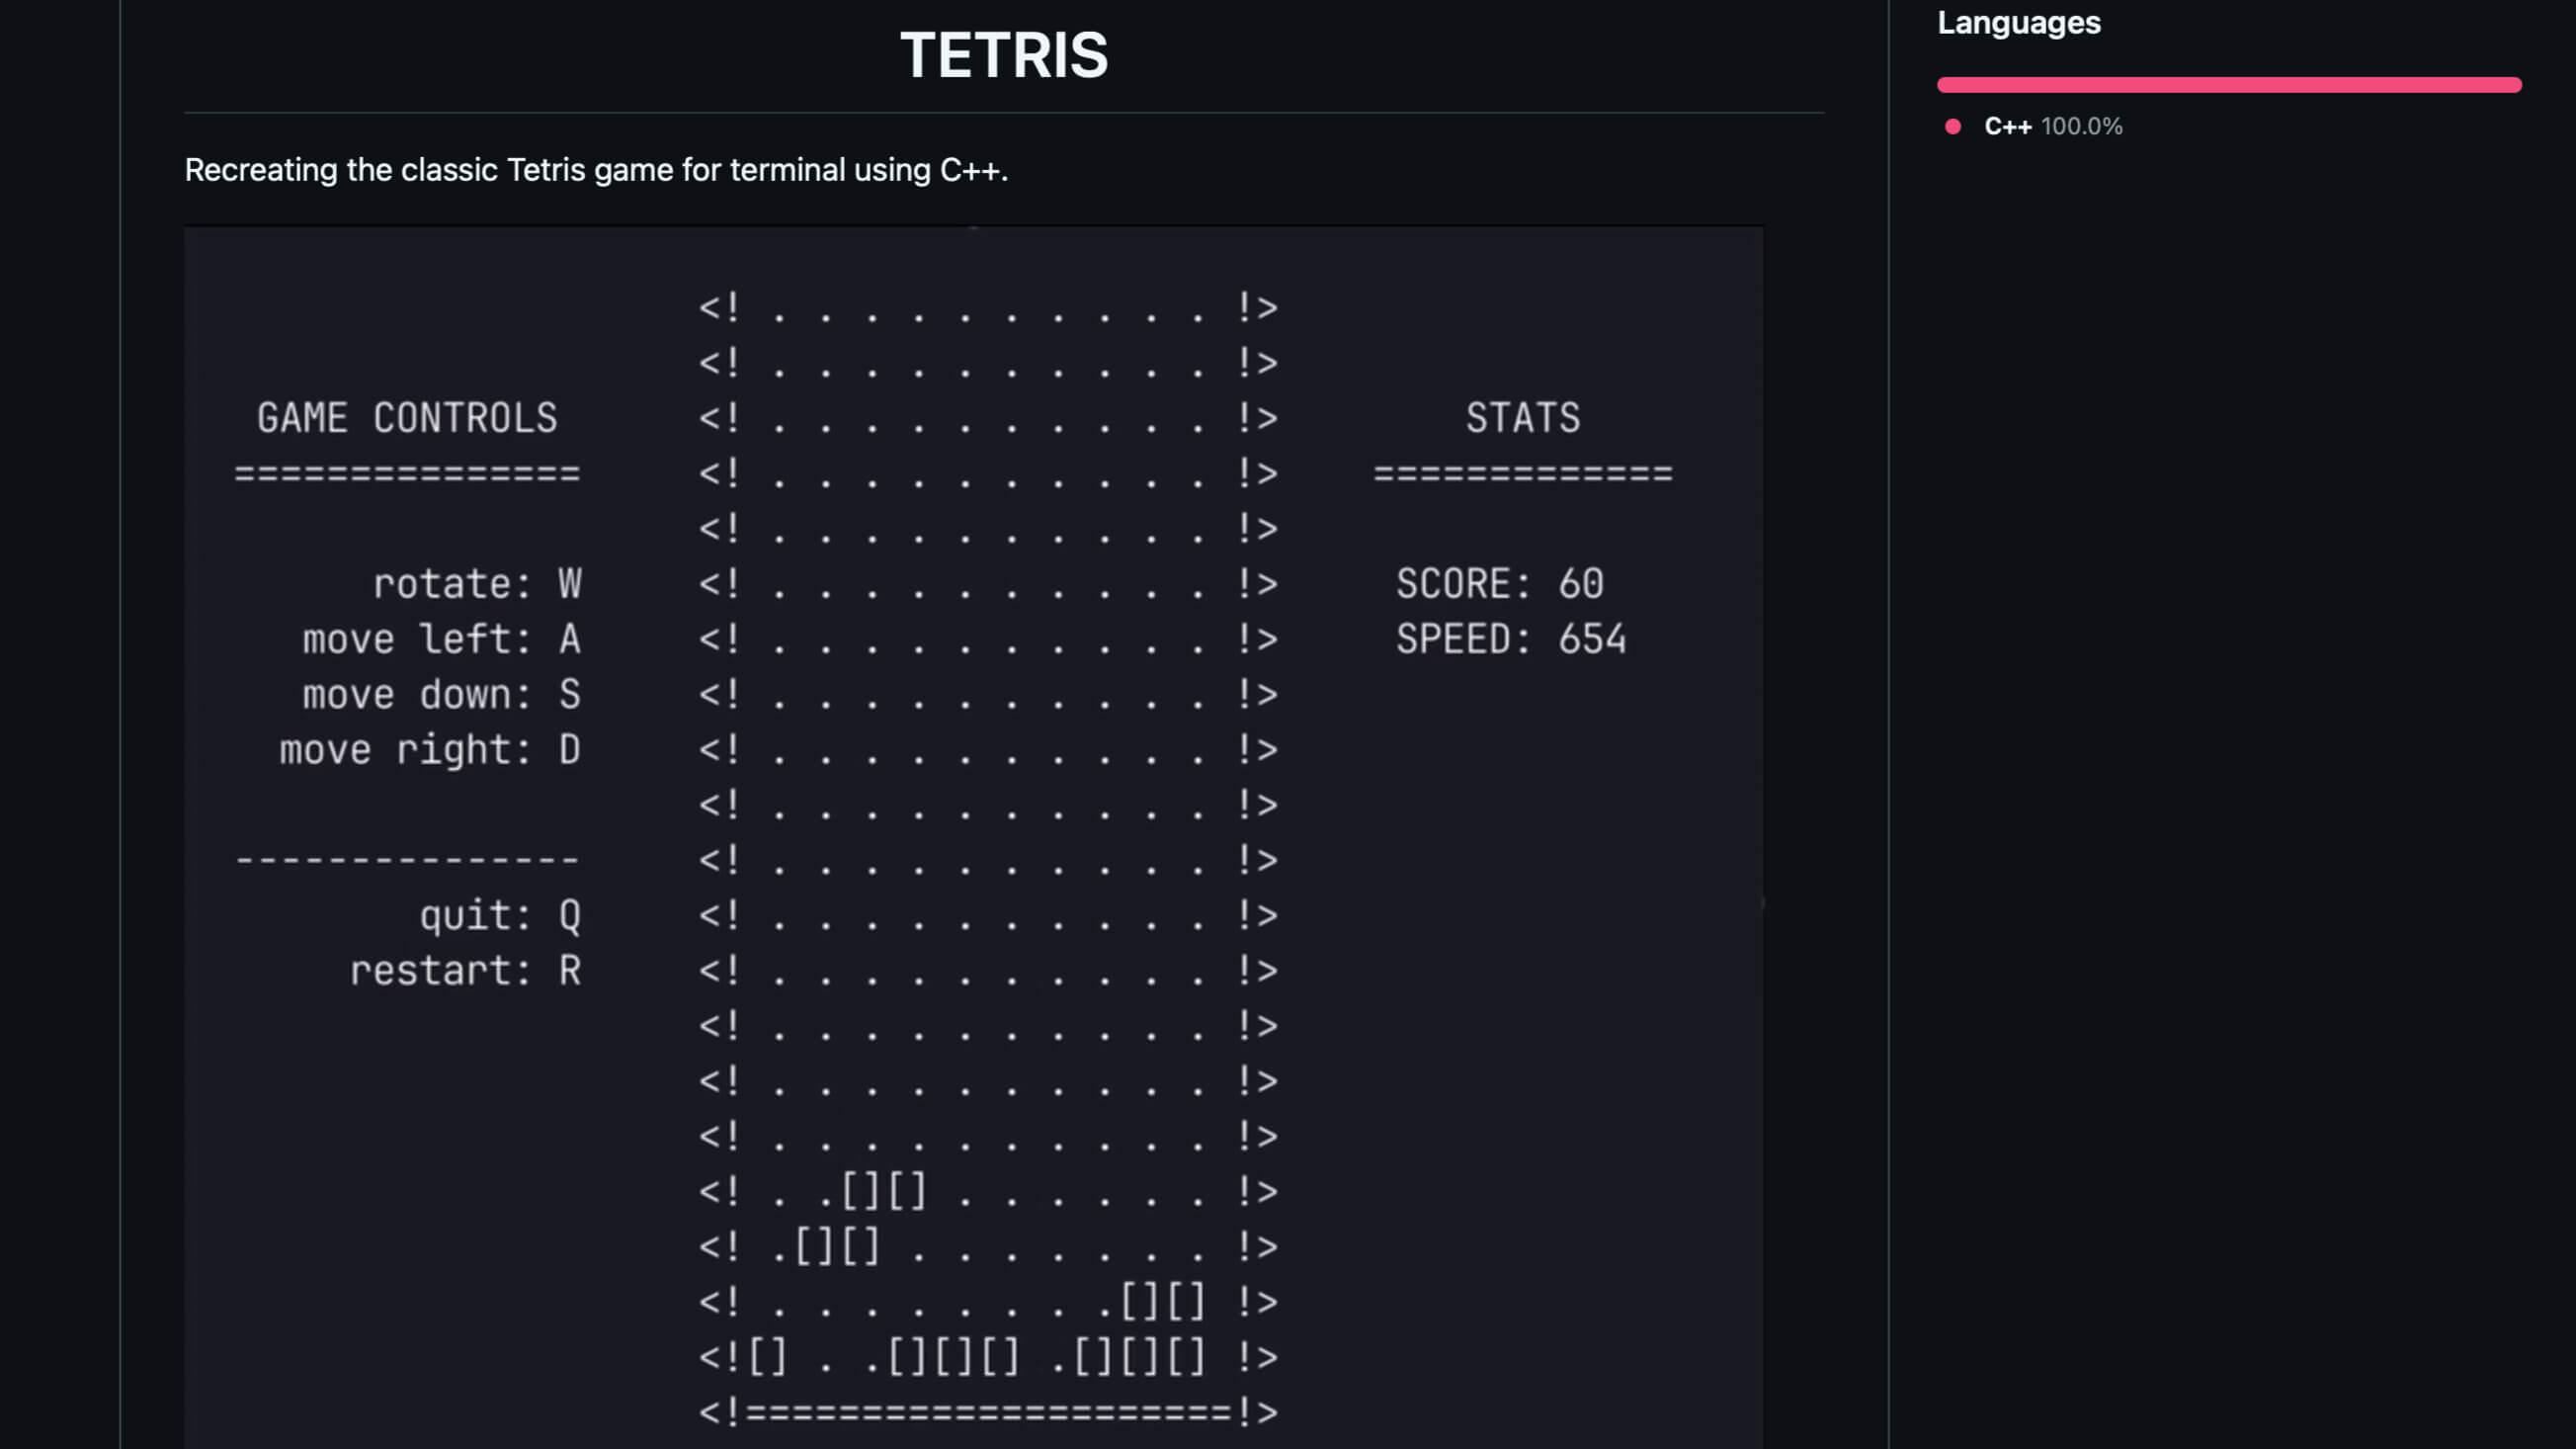 TETRIS
Languages
C++ 100.0%
Recreating the classic Tetris game for terminal using C++.
<! . . . . . . . . . . !>
<! . . . . . . . . . . !>
GAME CONTROLS <! . . . . . . . . . . !> STATS
=============== <! . . . . . . . . . . !> =============
<! . . . . . . . . . . !>
rotate: W <! . . . . . . . . . . !> SCORE: 60
move left: A <! . . . . . . . . . . !> SPEED: 654
move down: S <! . . . . . . . . . . !>
move right: D <! . . . . . . . . . . !>
<! . . . . . . . . . . !>
--------------- <! . . . . . . . . . . !>
quit: Q <! . . . . . . . . . . !>
restart: R <! . . . . . . . . . . !>
<! . . . . . . . . . . !>
<! . . . . . . . . . . !>
<! . . . . . . . . . . !>
<! . .[][] . . . . . . !>
<! .[][] . . . . . . . !>
<! . . . . . . . .[][] !>
<![] . .[][][] .[][][] !>
<!=====================!>